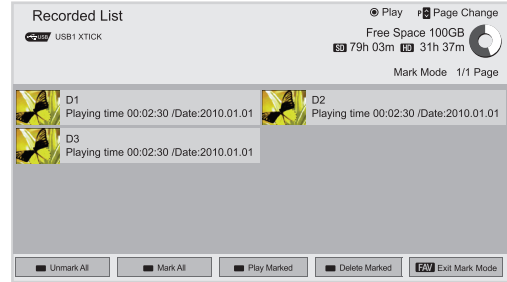 Recorded List
◉ Play P Page Change
USB USB1 XTICK
Free Space 100GB
SD 79h 03m HD 31h 37m
Mark Mode 1/1 Page
D1
Playing time 00:02:30 /Date:2010.01.01
D2
Playing time 00:02:30 /Date:2010.01.01
D3
Playing time 00:02:30 /Date:2010.01.01
Unmark All Mark All Play Marked Delete Marked FAV Exit Mark Mode